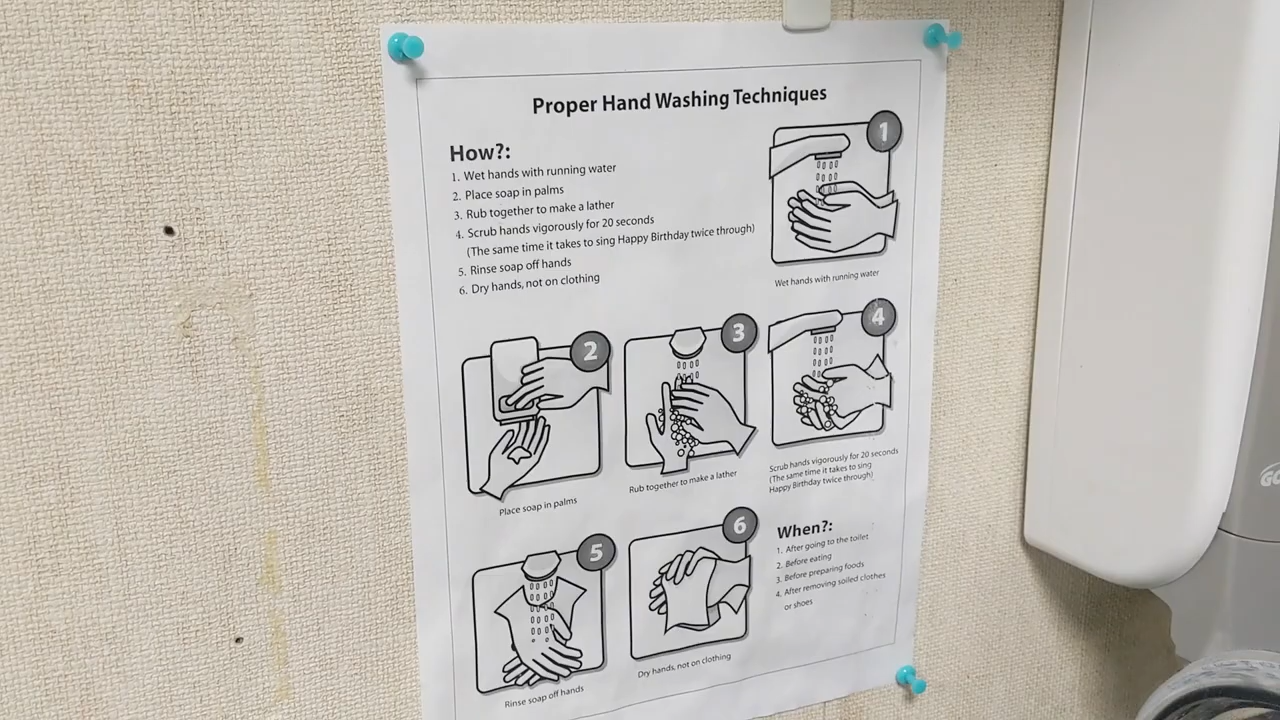 Proper Hand Washing Techniques
How?:
1. Wet hands with running water
2. Place soap in palms
3. Rub together to make a lather
4. Scrub hands vigorously for 20 seconds
(The same time it takes to sing Happy Birthday twice through)
5. Rinse soap off hands
6. Dry hands, not on clothing
1
Wet hands with running water
2
Place soap in palms
3
Rub together to make a lather
4
Scrub hands vigorously for 20 seconds
(The same time it takes to sing
Happy Birthday twice through)
5
Rinse soap off hands
6
Dry hands, not on clothing
When?:
1. After going to the toilet
2. Before eating
3. Before preparing foods
4. After removing soiled clothes
or shoes